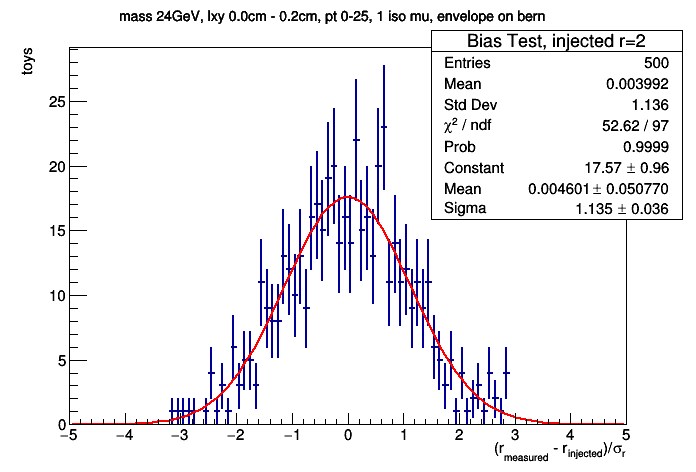 mass 24GeV, lxy 0.0cm - 0.2cm, pt 0-25, 1 iso mu, envelope on bern
Bias Test, injected r=2
Entries 500
Mean 0.003992
Std Dev 1.136
χ² / ndf 52.62 / 97
Prob 0.9999
Constant 17.57 ± 0.96
Mean 0.004601 ± 0.050770
Sigma 1.135 ± 0.036
toys
25
20
15
10
5
0
−5 −4 −3 −2 −1 0 1 2 3 4 5
(r_measured - r_injected)/σ_r